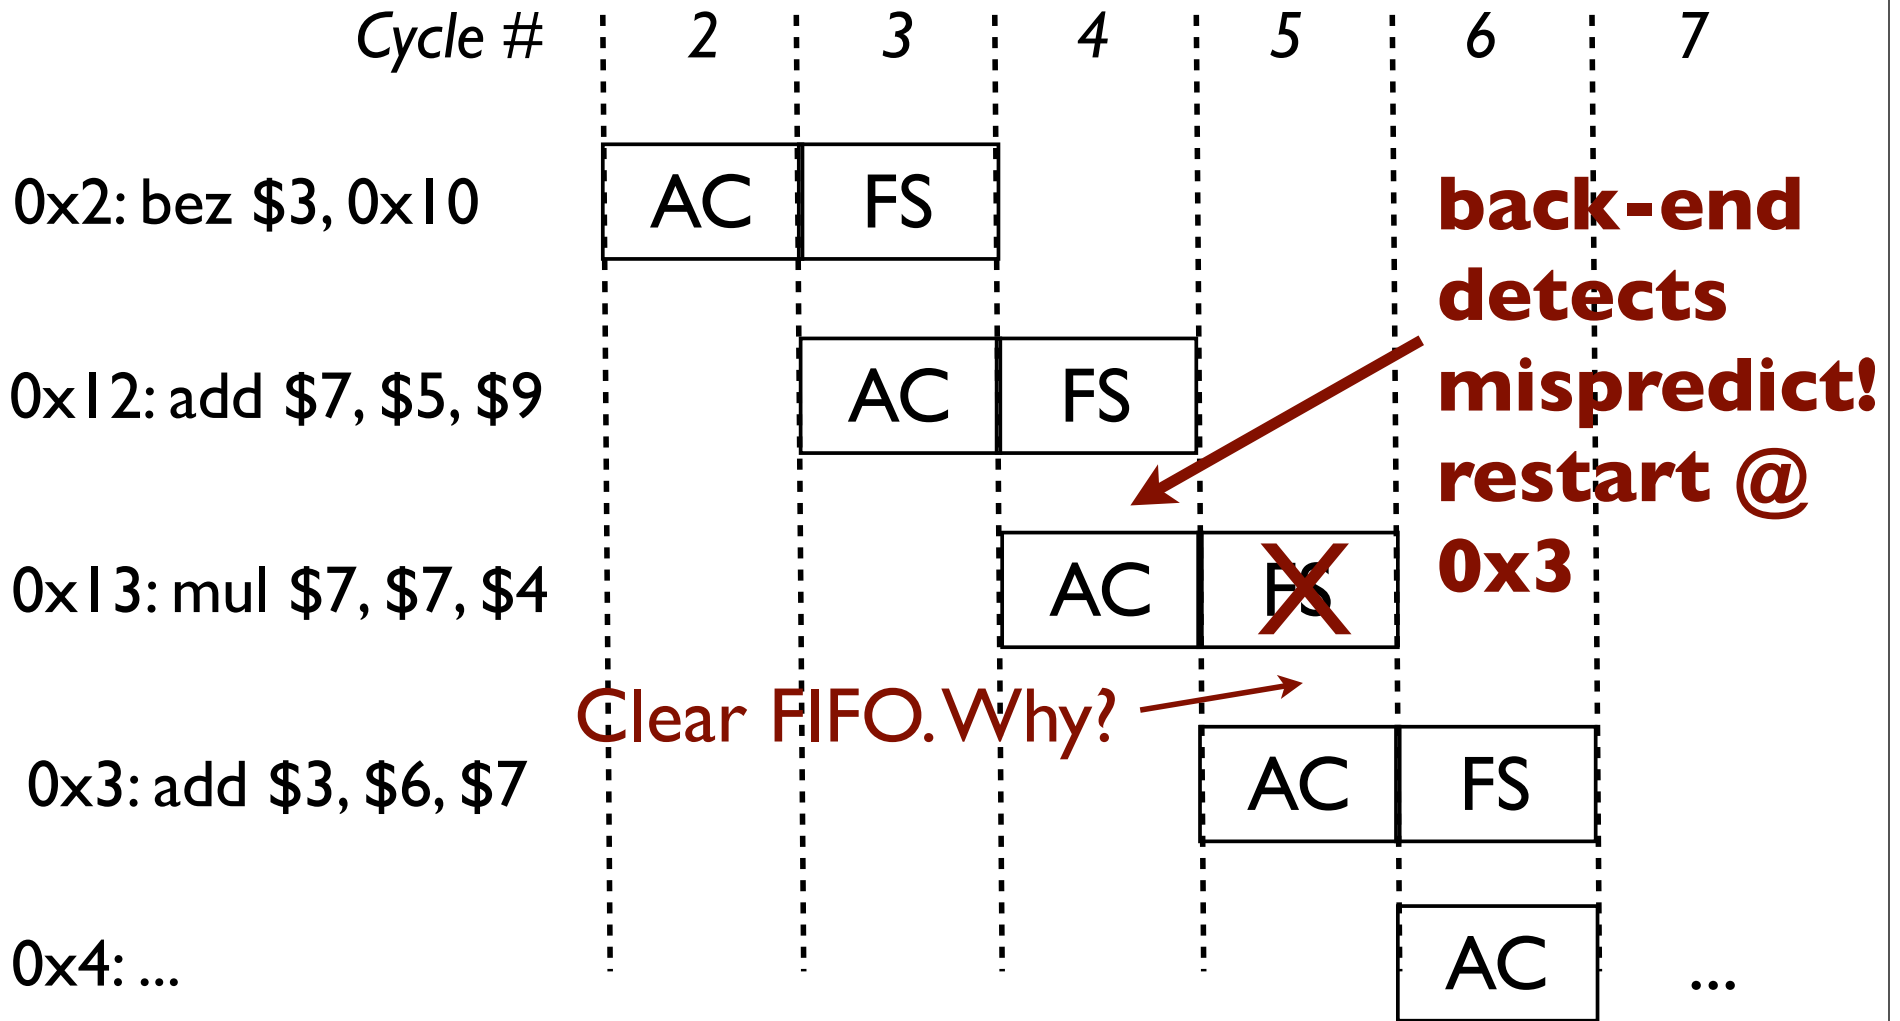 Cycle # 2 3 4 5 6 7
0x2: bez $3, 0x10 AC FS
back-end
detects
mispredict!
restart @
0x3
0x12: add $7, $5, $9 AC FS
0x13: mul $7, $7, $4 AC FS X
Clear FIFO. Why?
0x3: add $3, $6, $7 AC FS
0x4: ... AC ...